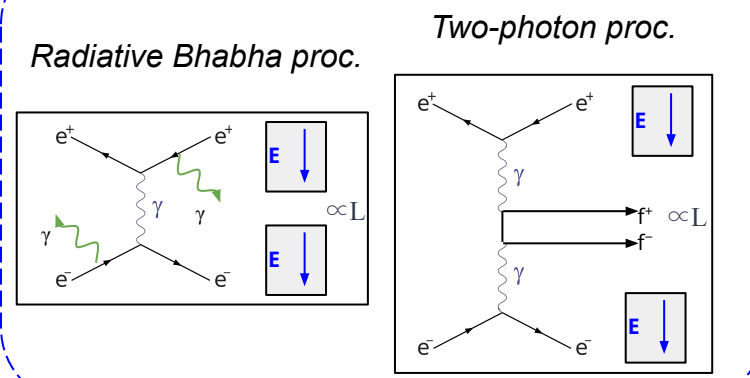 Radiative Bhabha proc.
e⁺ e⁺
E
γ
γ
γ
∝L
E
e⁻ e⁻
Two-photon proc.
e⁺ e⁺
E
γ
f⁺ ∝L
f⁻
γ
E
e⁻ e⁻